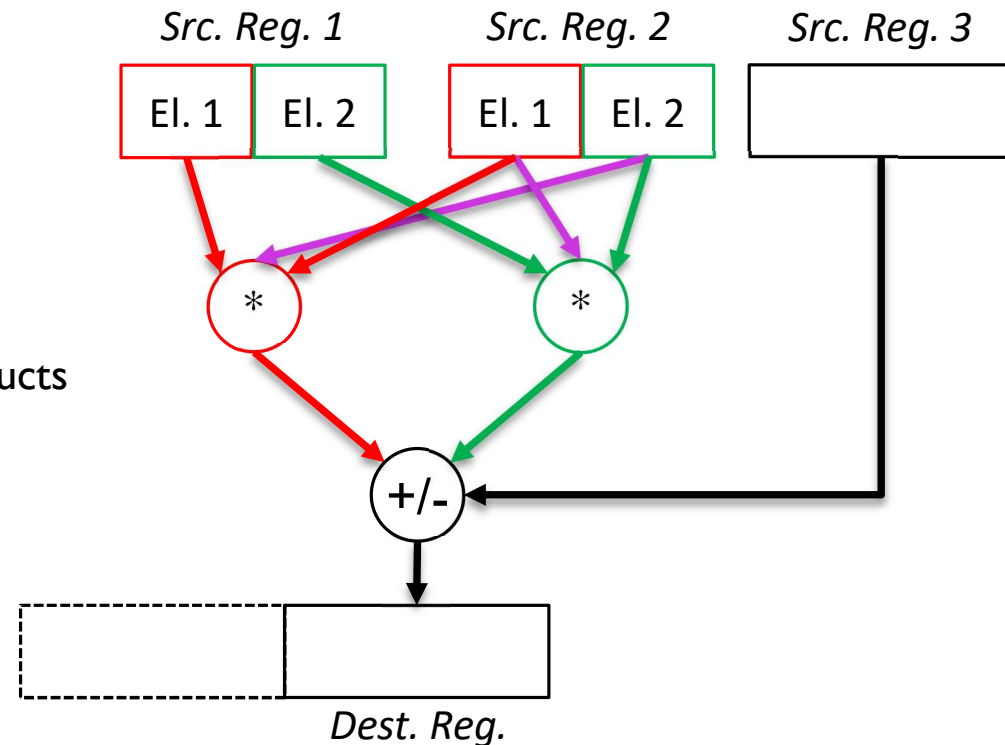 Src. Reg. 1 Src. Reg. 2 Src. Reg. 3
El. 1 El. 2 El. 1 El. 2
* *
ucts
+/-
Dest. Reg.